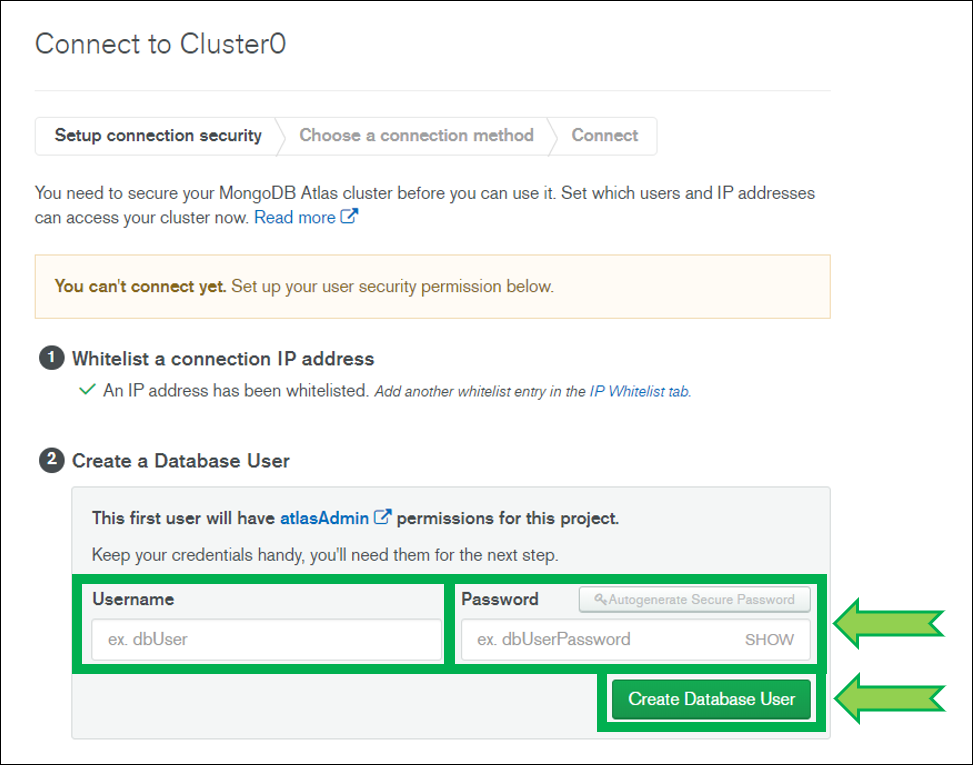 Connect to Cluster0
Setup connection security
Choose a connection method
Connect
You need to secure your MongoDB Atlas cluster before you can use it. Set which users and IP addresses
can access your cluster now. Read more
You can't connect yet. Set up your user security permission below.
1 Whitelist a connection IP address
An IP address has been whitelisted. Add another whitelist entry in the IP Whitelist tab.
2 Create a Database User
This first user will have atlasAdmin permissions for this project.
Keep your credentials handy, you'll need them for the next step.
Username
Password
Autogenerate Secure Password
ex. dbUser
ex. dbUserPassword
SHOW
Create Database User